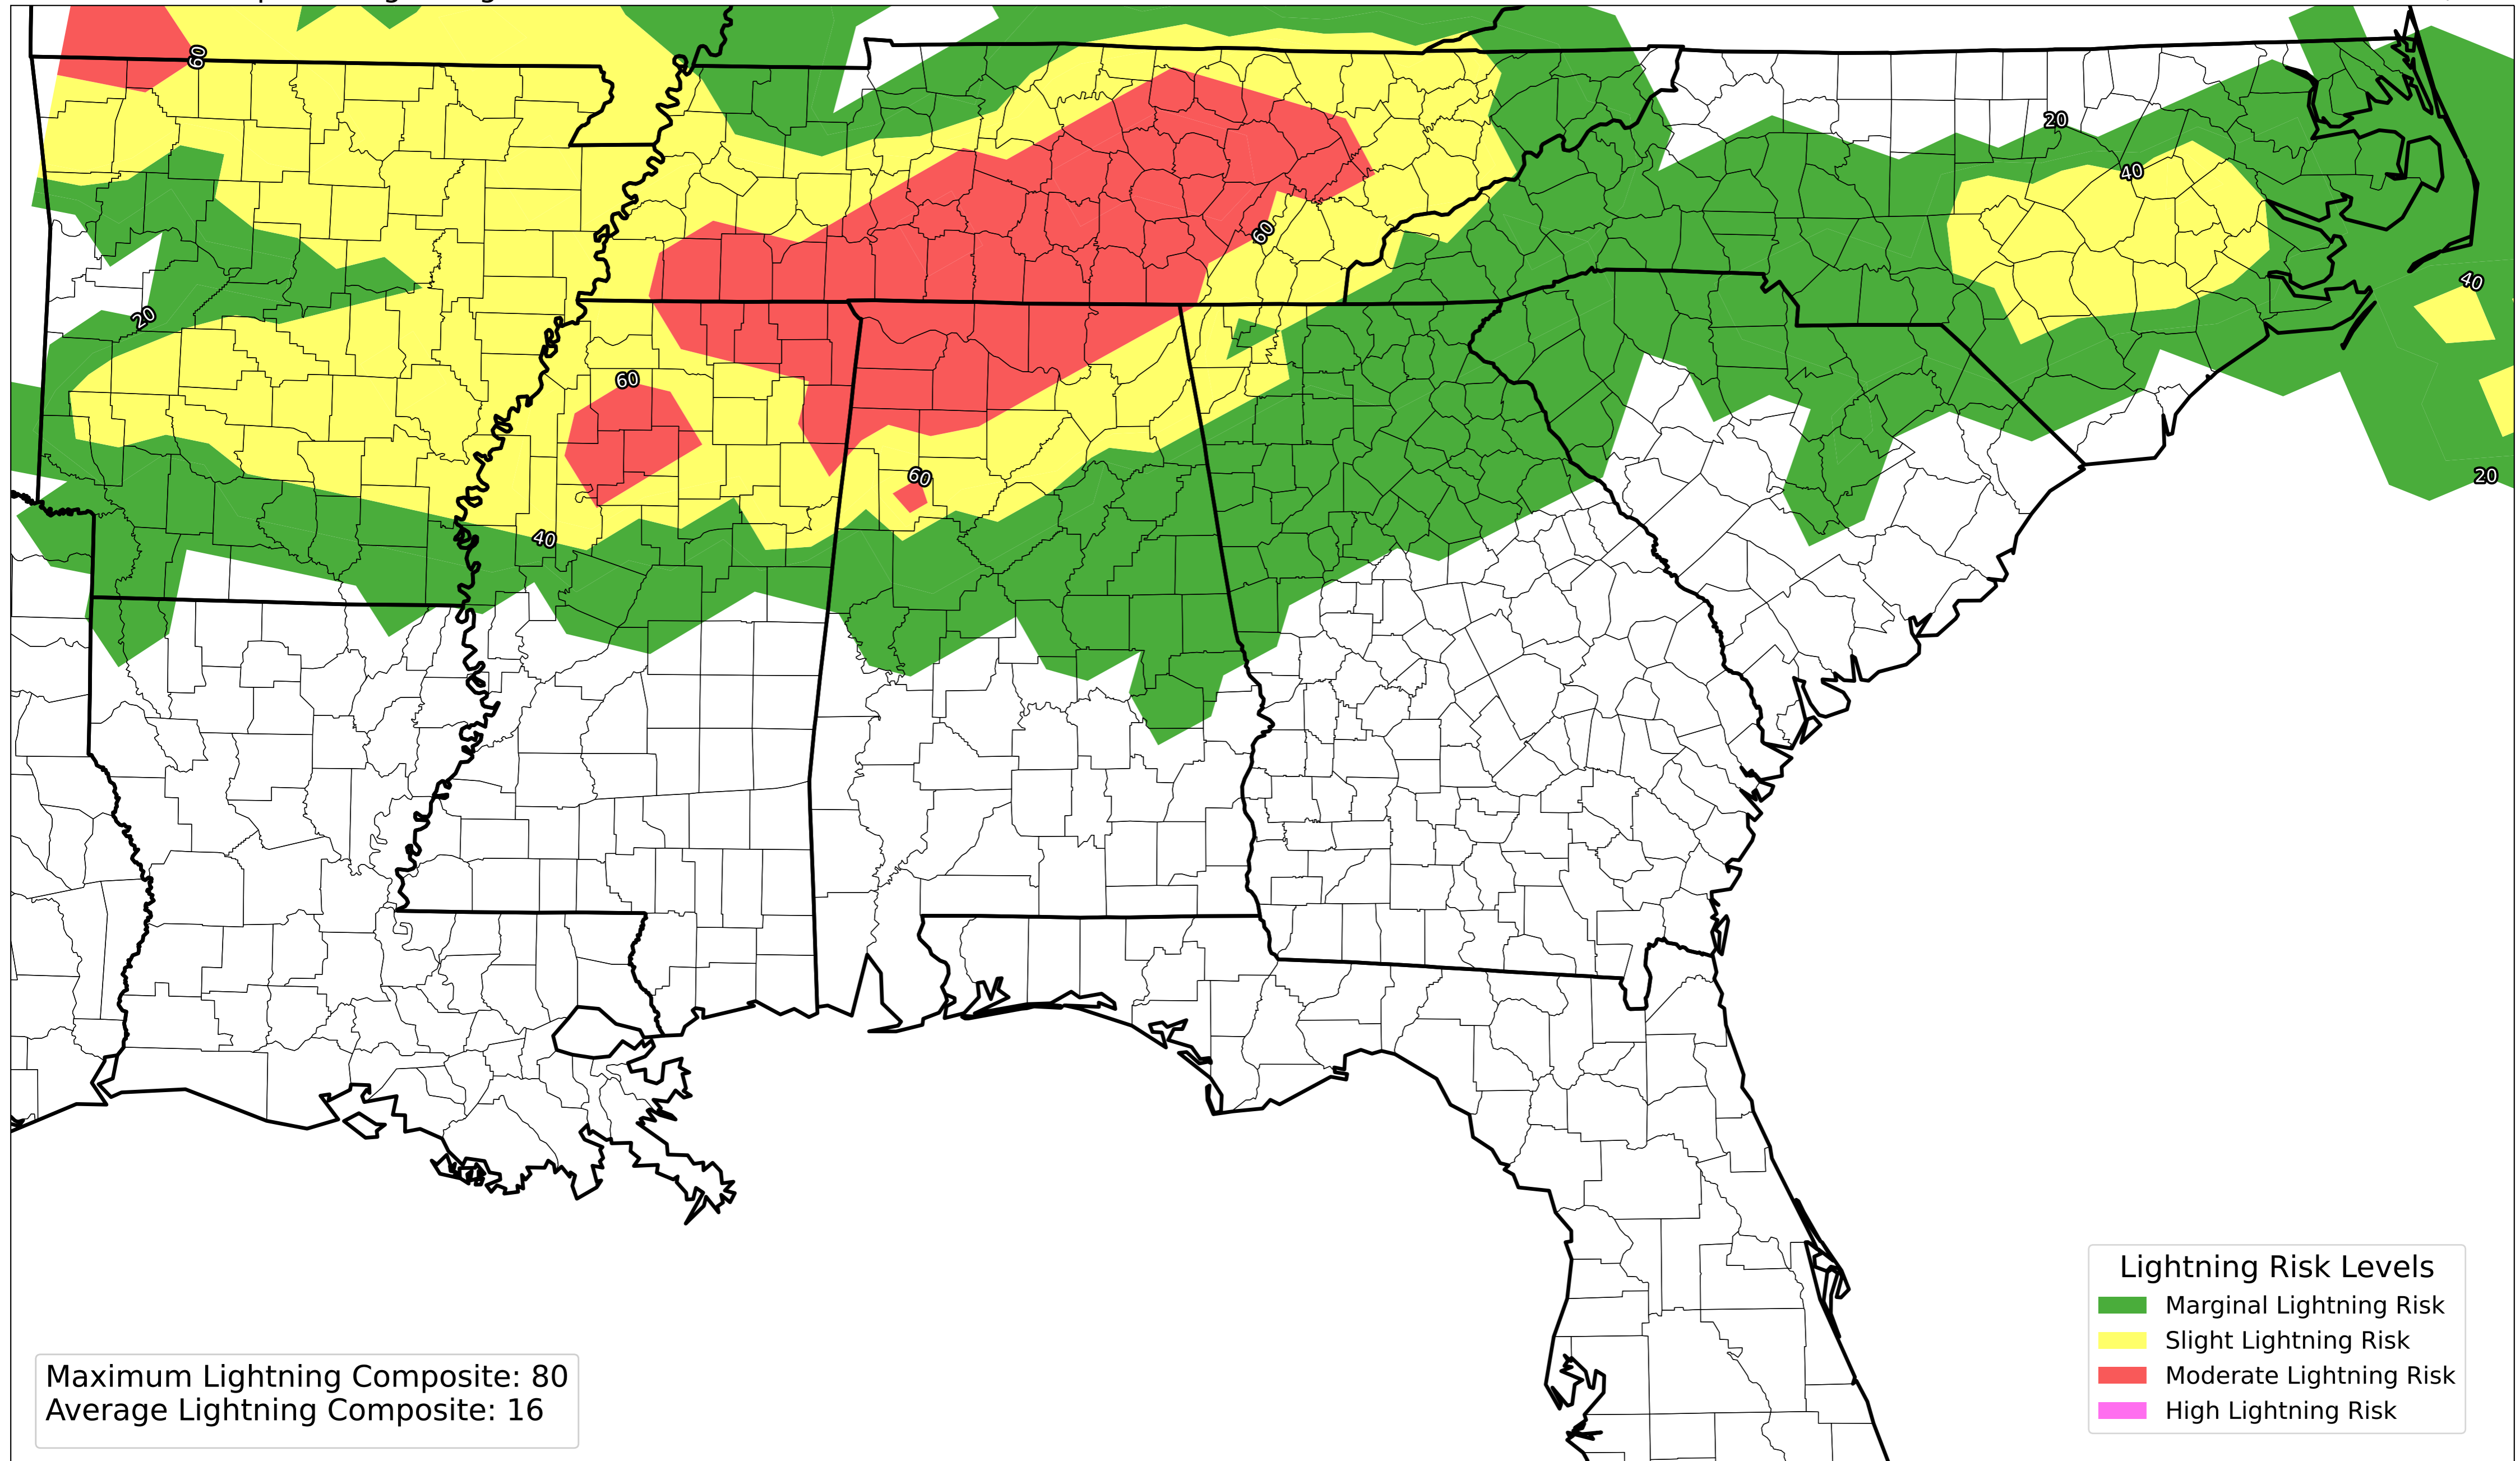 60
20
40
60
40
20
60
60
20
40
Lightning Risk Levels
Marginal Lightning Risk
Slight Lightning Risk
Moderate Lightning Risk
High Lightning Risk
Maximum Lightning Composite: 80
Average Lightning Composite: 16